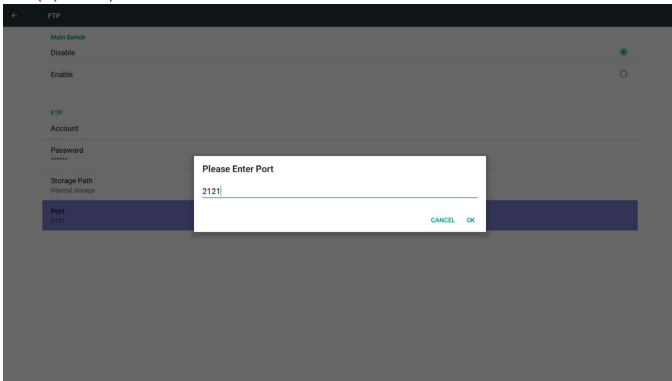 FTP
Main Switch
Disable
Enable
FTP
Account
Password
******
Storage Path
Internal storage
Port
2121
Please Enter Port
2121
CANCEL OK